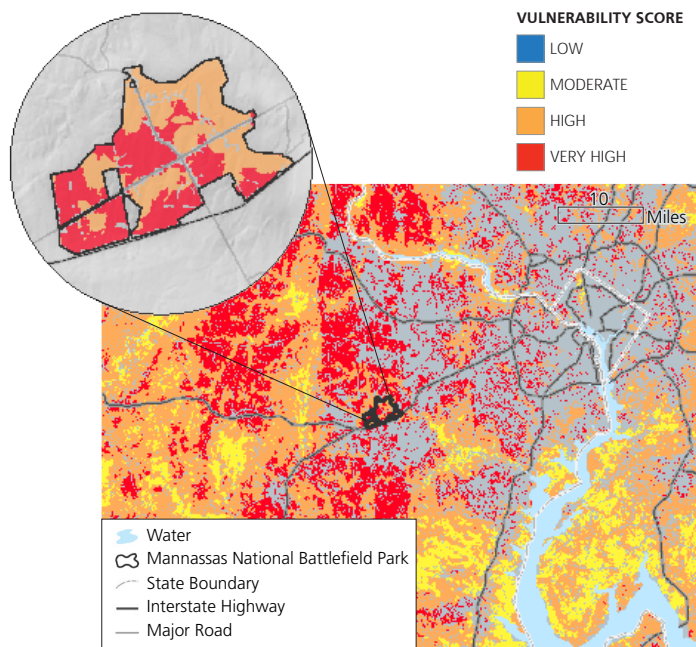 VULNERABILITY SCORE
LOW
MODERATE
HIGH
VERY HIGH
10
Miles
Water
Mannassas National Battlefield Park
State Boundary
Interstate Highway
Major Road